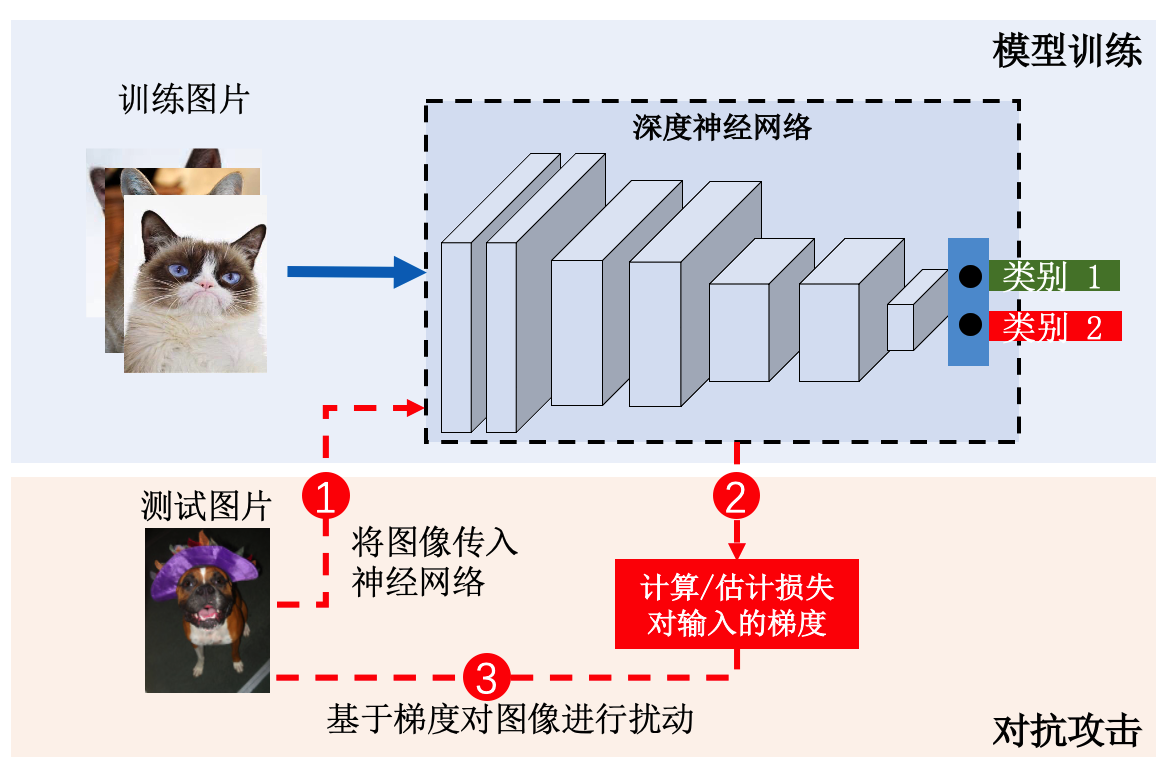 模型训练
训练图片
深度神经网络
类别 1
类别 2
1
2
测试图片
将图像传入
神经网络
计算/估计损失
对输入的梯度
3
基于梯度对图像进行扰动
对抗攻击